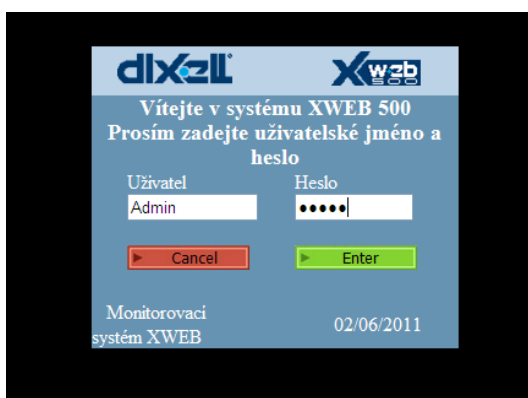 dIXell
Xweb
500
Vítejte v systému XWEB 500
Prosím zadejte uživatelské jméno a
heslo
Uživatel Heslo
Admin •••••
Cancel Enter
Monitorovací
systém XWEB
02/06/2011